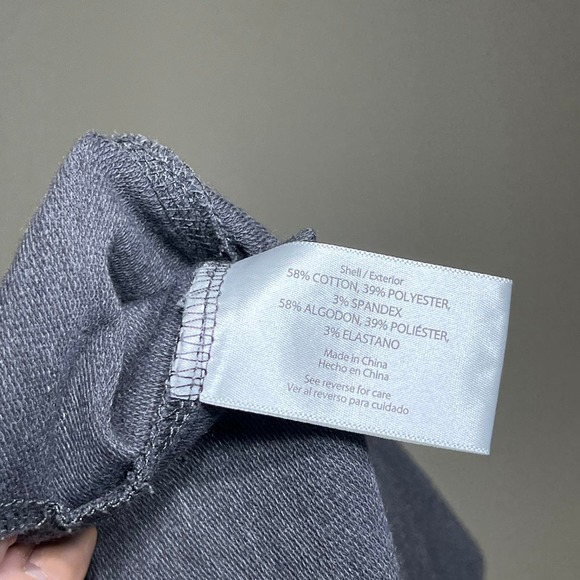 Shell / Exterior
58% COTTON, 39% POLYESTER,
3% SPANDEX
58% ALGODON, 39% POLIÉSTER,
3% ELASTANO
Made in China
Hecho en China
See reverse for care
Ver al reverso para cuidado